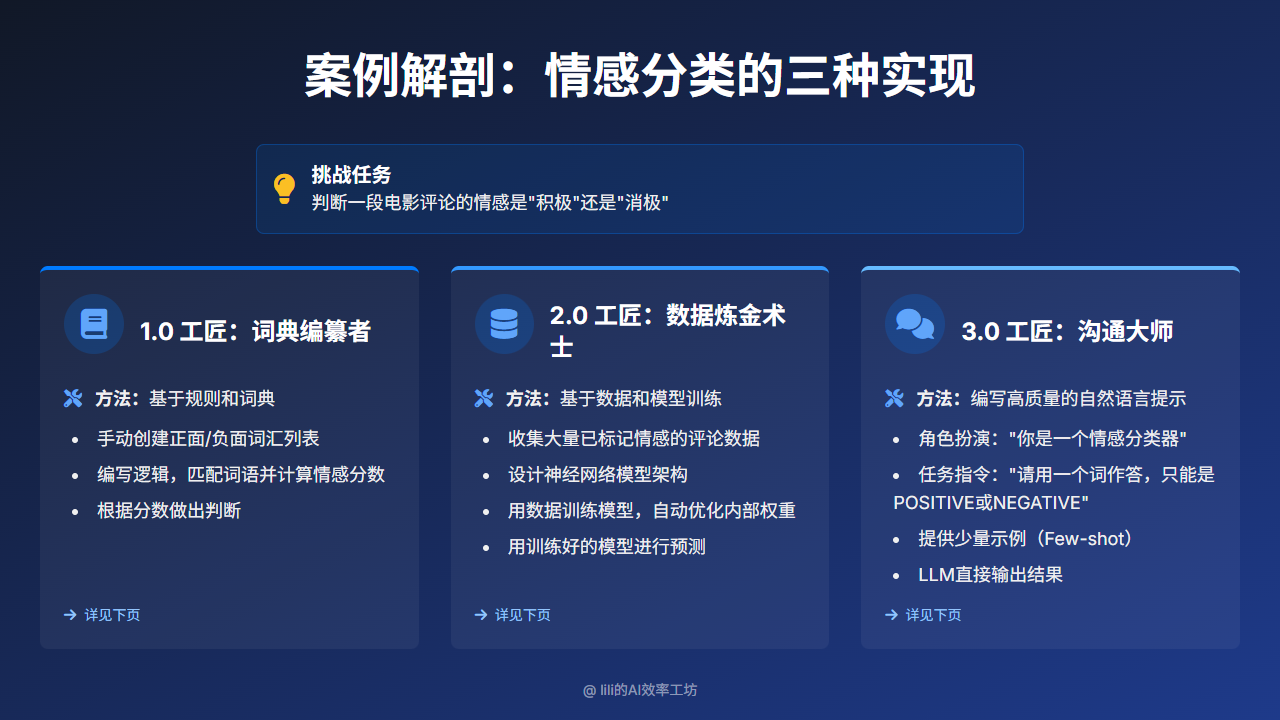 案例解剖：情感分类的三种实现
挑战任务
判断一段电影评论的情感是"积极"还是"消极"
1.0 工匠：词典编纂者
方法：基于规则和词典
• 手动创建正面/负面词汇列表
• 编写逻辑，匹配词语并计算情感分数
• 根据分数做出判断
→ 详见下页
2.0 工匠：数据炼金术
士
方法：基于数据和模型训练
• 收集大量已标记情感的评论数据
• 设计神经网络模型架构
• 用数据训练模型，自动优化内部权重
• 用训练好的模型进行预测
→ 详见下页
3.0 工匠：沟通大师
方法：编写高质量的自然语言提示
• 角色扮演："你是一个情感分类器"
• 任务指令："请用一个词作答，只能是
POSITIVE或NEGATIVE"
• 提供少量示例（Few-shot）
• LLM直接输出结果
→ 详见下页
@ lili的AI效率工坊